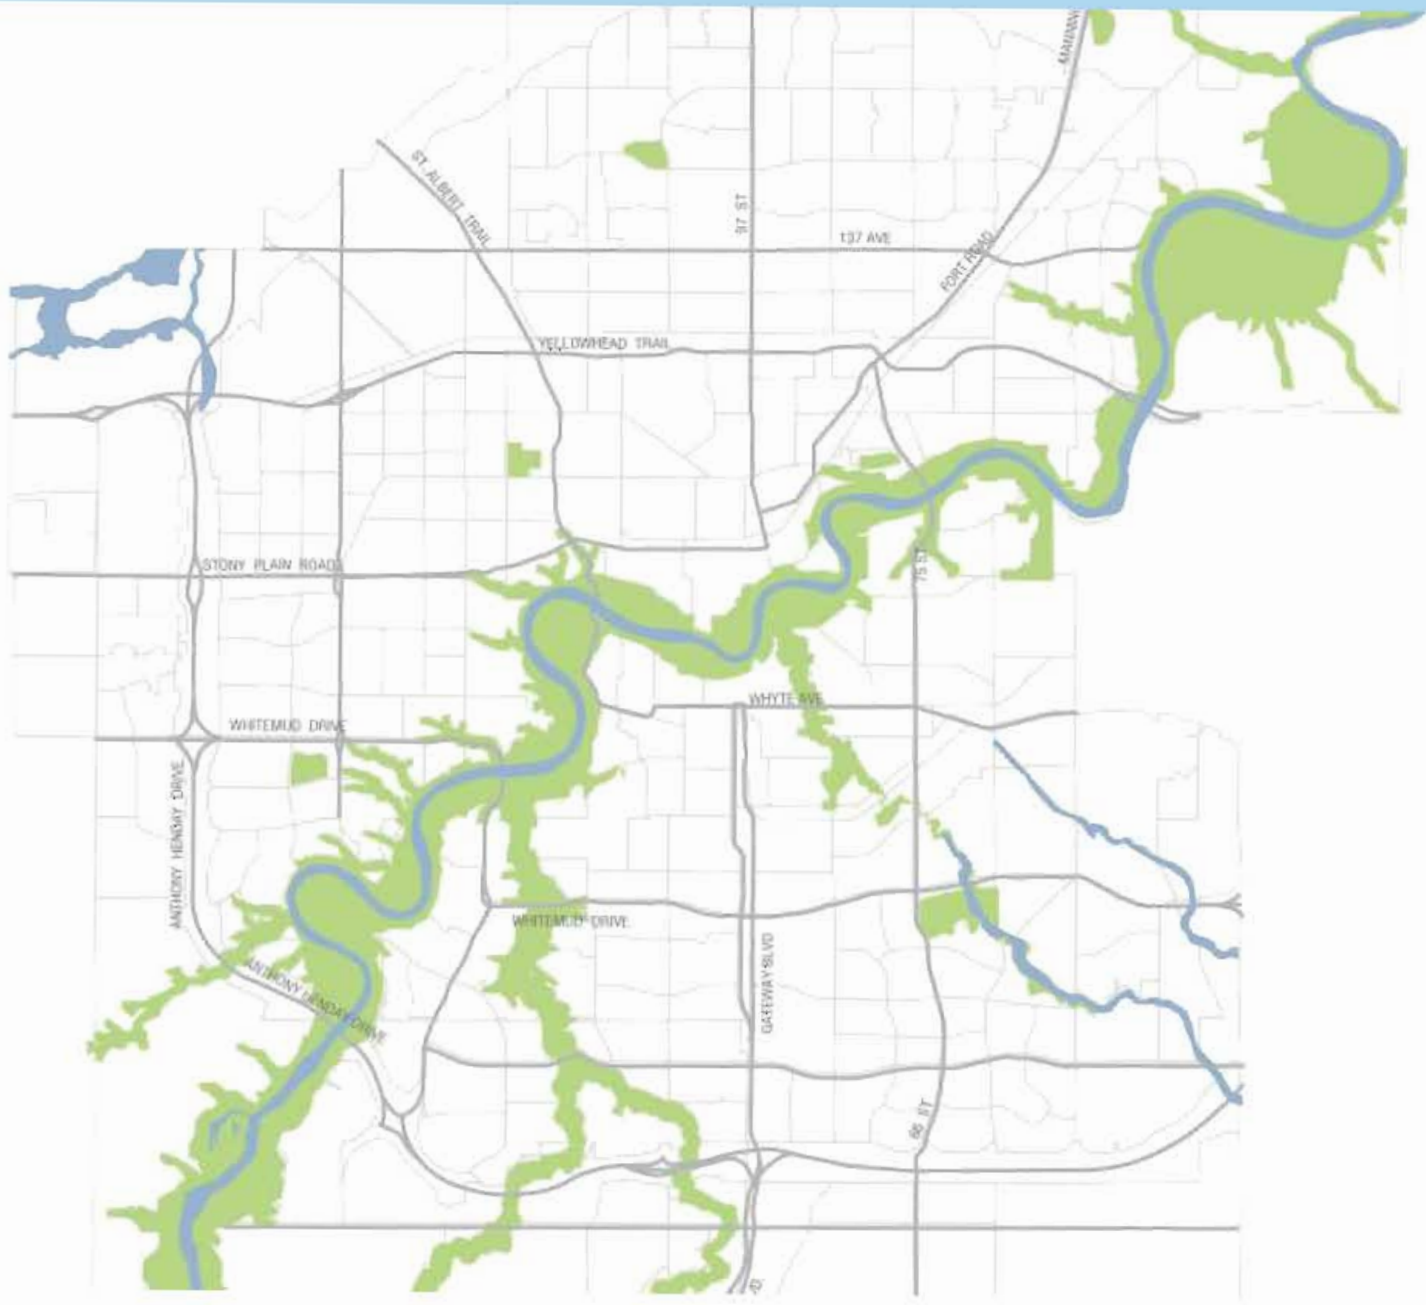 MANNIN
ST. ALBERT TRAIL
97 ST
137 AVE
FORT ROAD
YELLOWHEAD TRAIL
STONY PLAIN ROAD
75 ST
WHYTE AVE
WHITEMUD DRIVE
ANTHONY HENDAY DRIVE
WHITEMUD DRIVE
GATEWAY BLVD
ANTHONY HENDAY DRIVE
66 ST